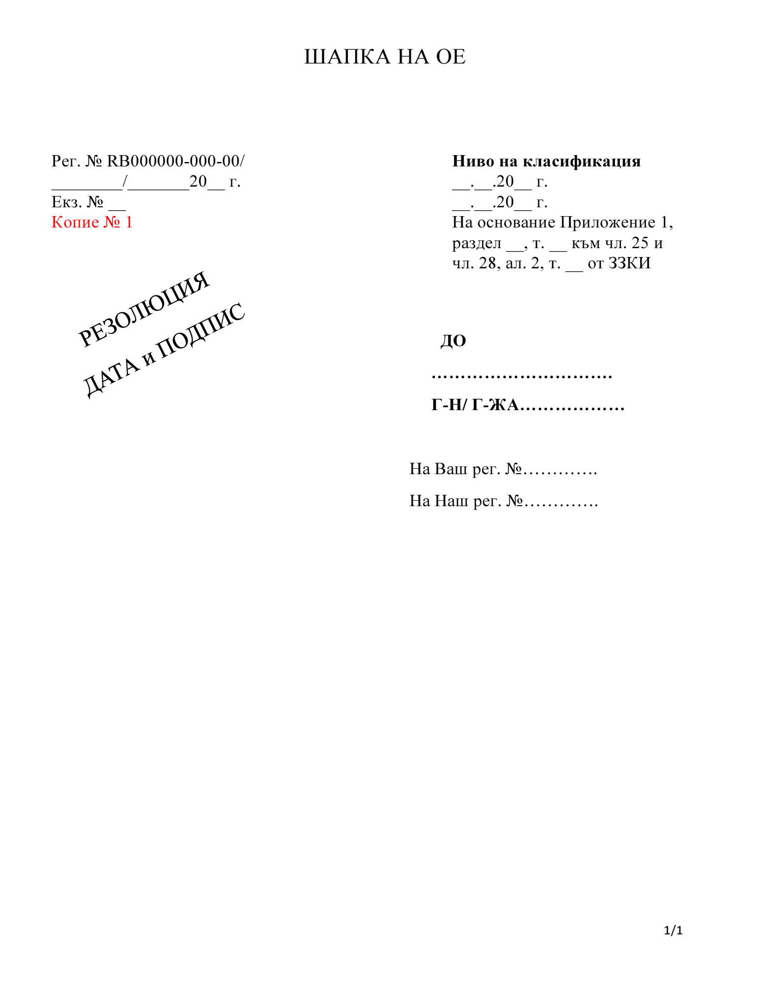 ШАПКА НА ОЕ
Рег. № RB000000-000-00/
________/_______20__ г.
Екз. № __
Копие № 1
Ниво на класификация
__.__.20__ г.
__.__.20__ г.
На основание Приложение 1,
раздел __, т. __ към чл. 25 и
чл. 28, ал. 2, т. __ от ЗЗКИ
РЕЗОЛЮЦИЯ
ДАТА и ПОДПИС
ДО
………………………….
Г-Н/ Г-ЖА………………
На Ваш рег. №………….
На Наш рег. №………….
1/1